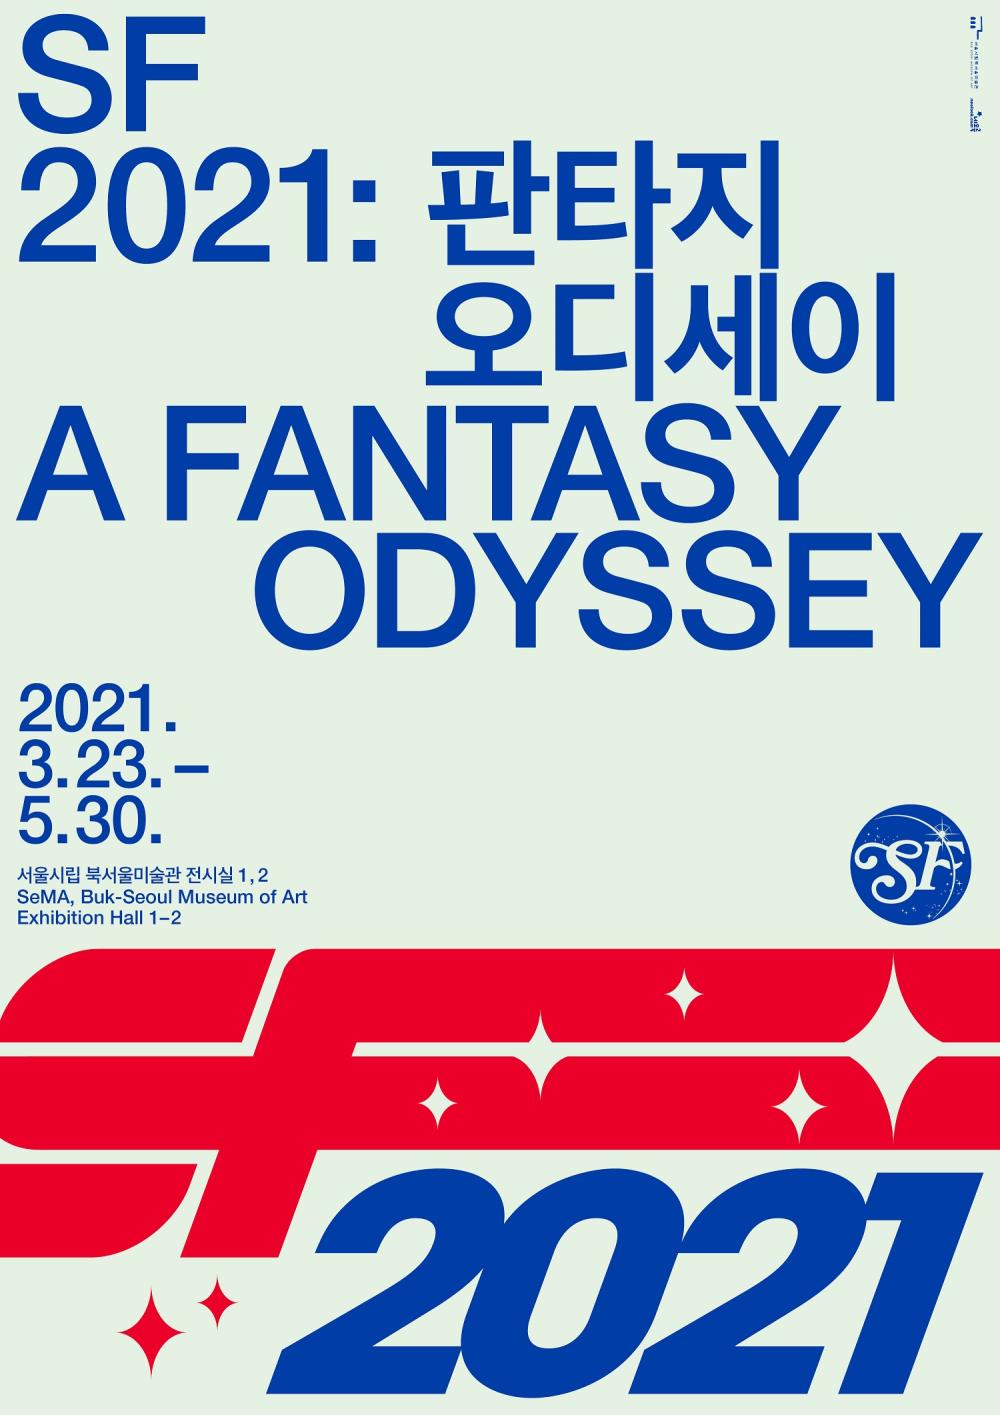 SF
2021: 판타지
오디세이
A FANTASY
ODYSSEY
2021.
3.23.–
5.30.
서울시립 북서울미술관 전시실 1, 2
SeMA, Buk-Seoul Museum of Art
Exhibition Hall 1–2
SF
SF
2021